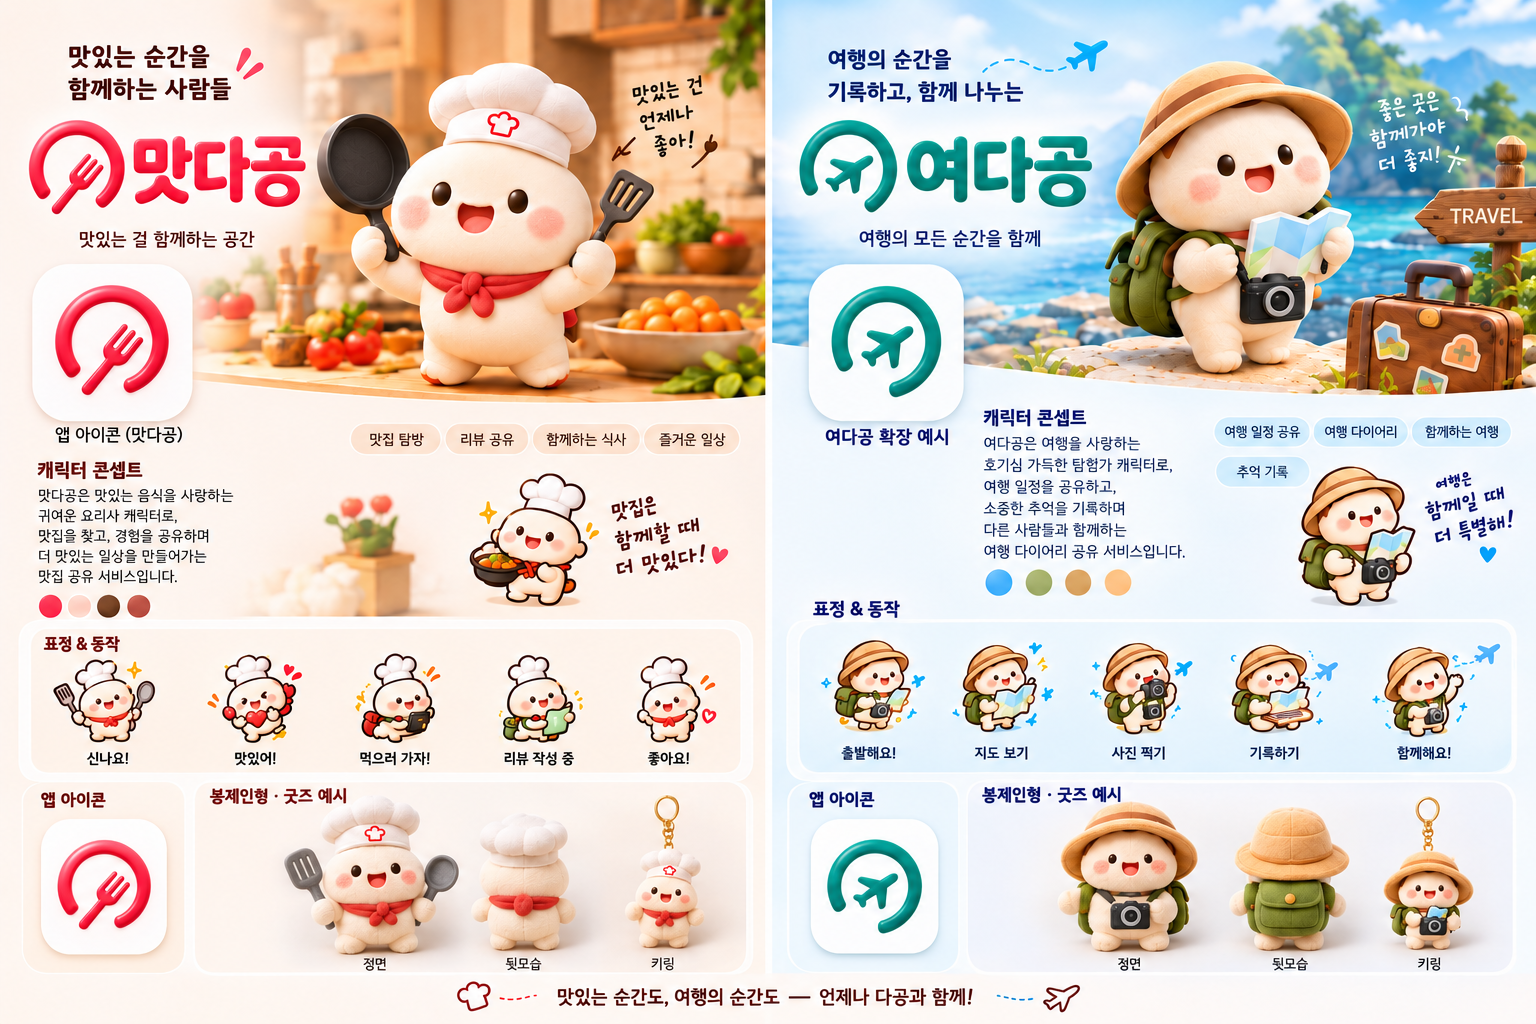 맛있는 순간을
함께하는 사람들
맛다공
맛있는 걸 함께하는 공간
맛있는 건
언제나
좋아!
앱 아이콘 (맛다공)
맛집 탐방
리뷰 공유
함께하는 식사
즐거운 일상
캐릭터 콘셉트
맛다공은 맛있는 음식을 사랑하는
귀여운 요리사 캐릭터로,
맛집을 찾고, 경험을 공유하며
더 맛있는 일상을 만들어가는
맛집 공유 서비스입니다.
맛집은
함께할 때
더 맛있다!
표정 & 동작
신나요!
맛있어!
먹으러 가자!
리뷰 작성 중
좋아요!
앱 아이콘
봉제인형 · 굿즈 예시
정면
뒷모습
키링
여행의 순간을
기록하고, 함께 나누는
여다공
여행의 모든 순간을 함께
좋은 곳은
함께가야
더 좋지!
TRAVEL
여다공 확장 예시
캐릭터 콘셉트
여다공은 여행을 사랑하는
호기심 가득한 탐험가 캐릭터로,
여행 일정을 공유하고,
소중한 추억을 기록하며
다른 사람들과 함께하는
여행 다이어리 공유 서비스입니다.
여행 일정 공유
여행 다이어리
함께하는 여행
추억 기록
여행은
함께일 때
더 특별해!
표정 & 동작
출발해요!
지도 보기
사진 찍기
기록하기
함께해요!
앱 아이콘
봉제인형 · 굿즈 예시
정면
뒷모습
키링
맛있는 순간도, 여행의 순간도 — 언제나 다공과 함께!